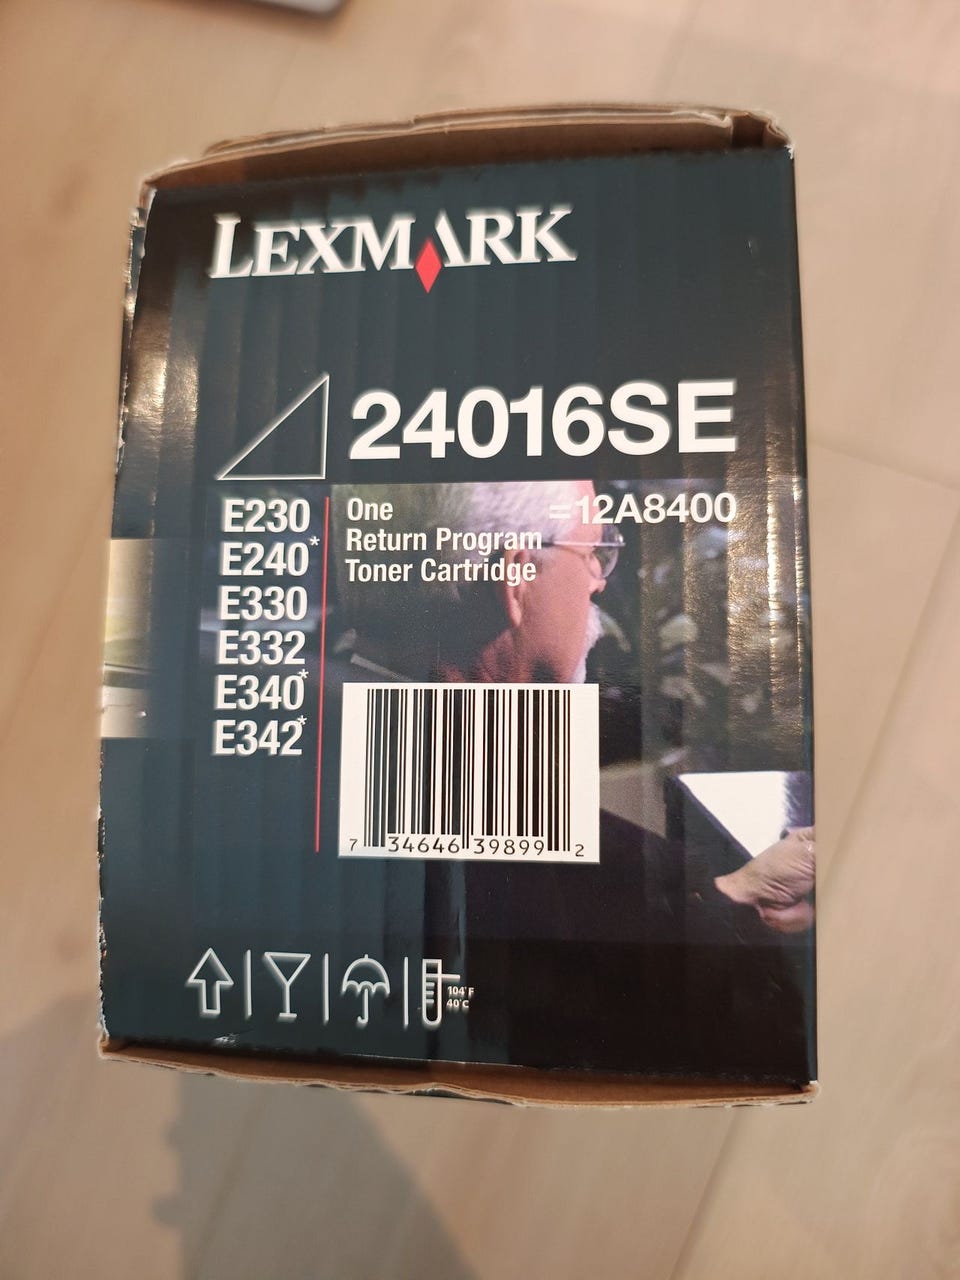 LEXMARK
24016SE
E230
E240*
E330
E332
E340*
E342*
One =12A8400
Return Program
Toner Cartridge
7 34646 39899 2
104°F
40°C